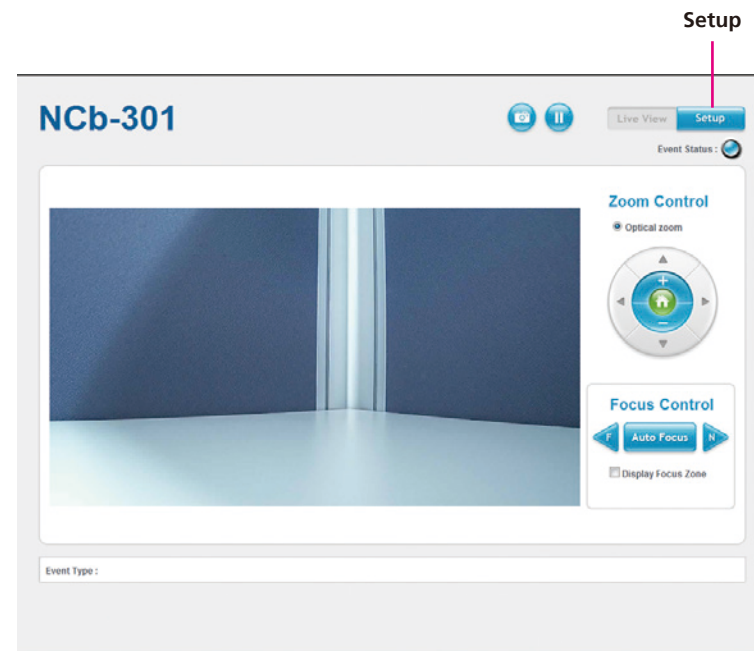 Setup
NCb-301
Live View Setup
Event Status :
Zoom Control
Optical zoom
Focus Control
F Auto Focus N
Display Focus Zone
Event Type :